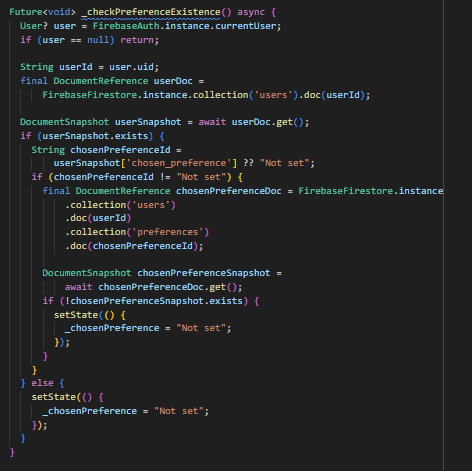 Future<void> _checkPreferenceExistence() async {
  User? user = FirebaseAuth.instance.currentUser;
  if (user == null) return;

  String userId = user.uid;
  final DocumentReference userDoc =
      FirebaseFirestore.instance.collection('users').doc(userId);

  DocumentSnapshot userSnapshot = await userDoc.get();
  if (userSnapshot.exists) {
    String chosenPreferenceId =
        userSnapshot['chosen_preference'] ?? "Not set";
    if (chosenPreferenceId != "Not set") {
      final DocumentReference chosenPreferenceDoc = FirebaseFirestore.instance
          .collection('users')
          .doc(userId)
          .collection('preferences')
          .doc(chosenPreferenceId);

      DocumentSnapshot chosenPreferenceSnapshot =
          await chosenPreferenceDoc.get();
      if (!chosenPreferenceSnapshot.exists) {
        setState(() {
          _chosenPreference = "Not set";
        });
      }
    }
  } else {
    setState(() {
      _chosenPreference = "Not set";
    });
  }
}